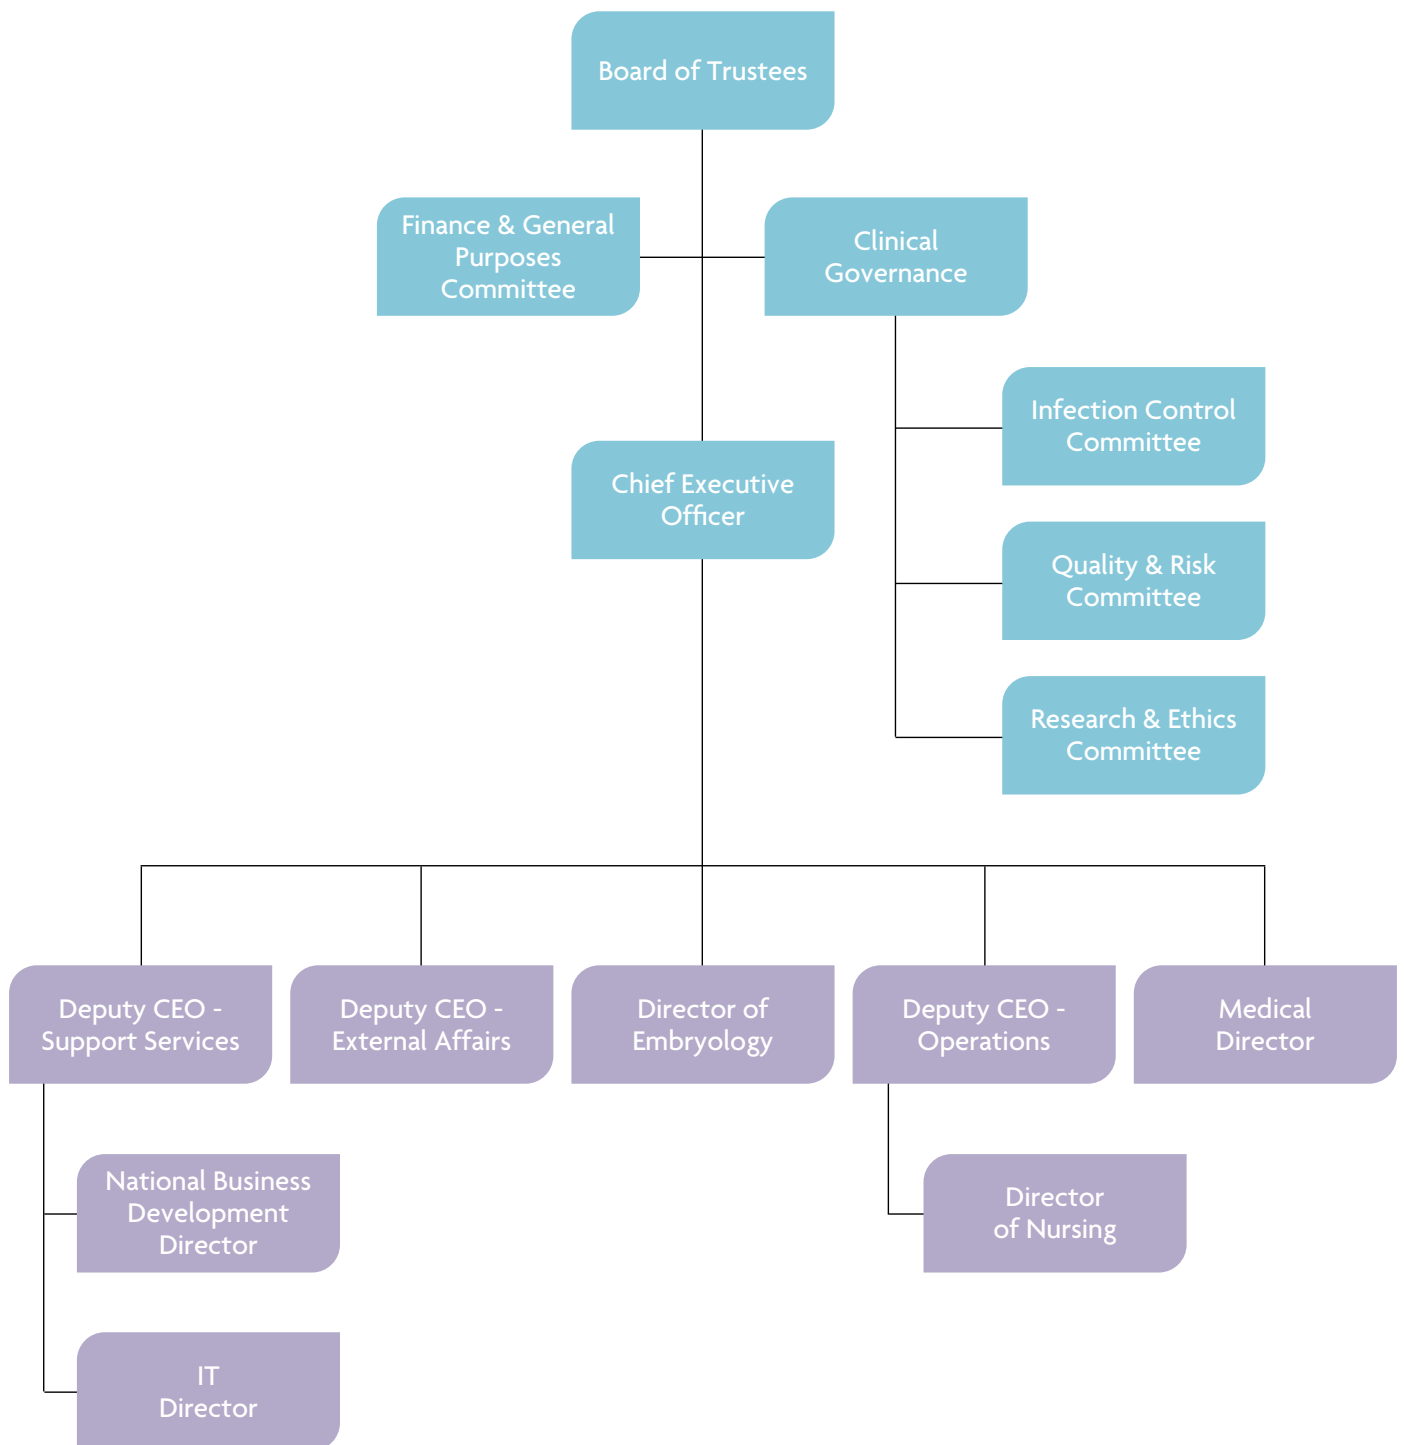 Board of Trustees
Finance & General
Purposes
Committee
Clinical
Governance
Infection Control
Committee
Chief Executive
Officer
Quality & Risk
Committee
Research & Ethics
Committee
Deputy CEO -
Support Services
Deputy CEO -
External Affairs
Director of
Embryology
Deputy CEO -
Operations
Medical
Director
National Business
Development
Director
Director
of Nursing
IT
Director